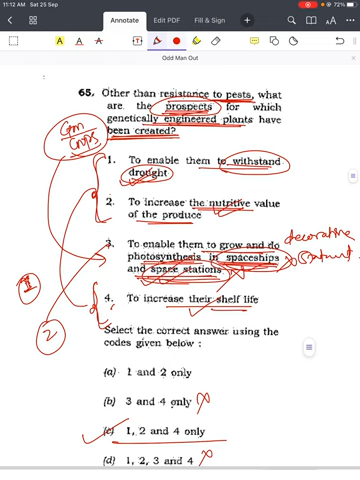 11:12 AM Sat 25 Sep
Annotate
Edit
Fill & Sign
Odd Man Out
65. Other than resistance to pests, what
are the prospects for which
genetically engineered plants have
been created?
Gm
Crops
1. To enable them to withstand
drought
2. To increase the nutritive value
of the produce
decorative
3. To enable them to grow and do
photosynthesis in spaceships
and space stations
1
4. To increase their shelf life
2
Select the correct answer using the
codes given below :
(a) 1 and 2 only
(b) 3 and 4 only
(c) 1, 2 and 4 only
(d) 1, 2, 3 and 4